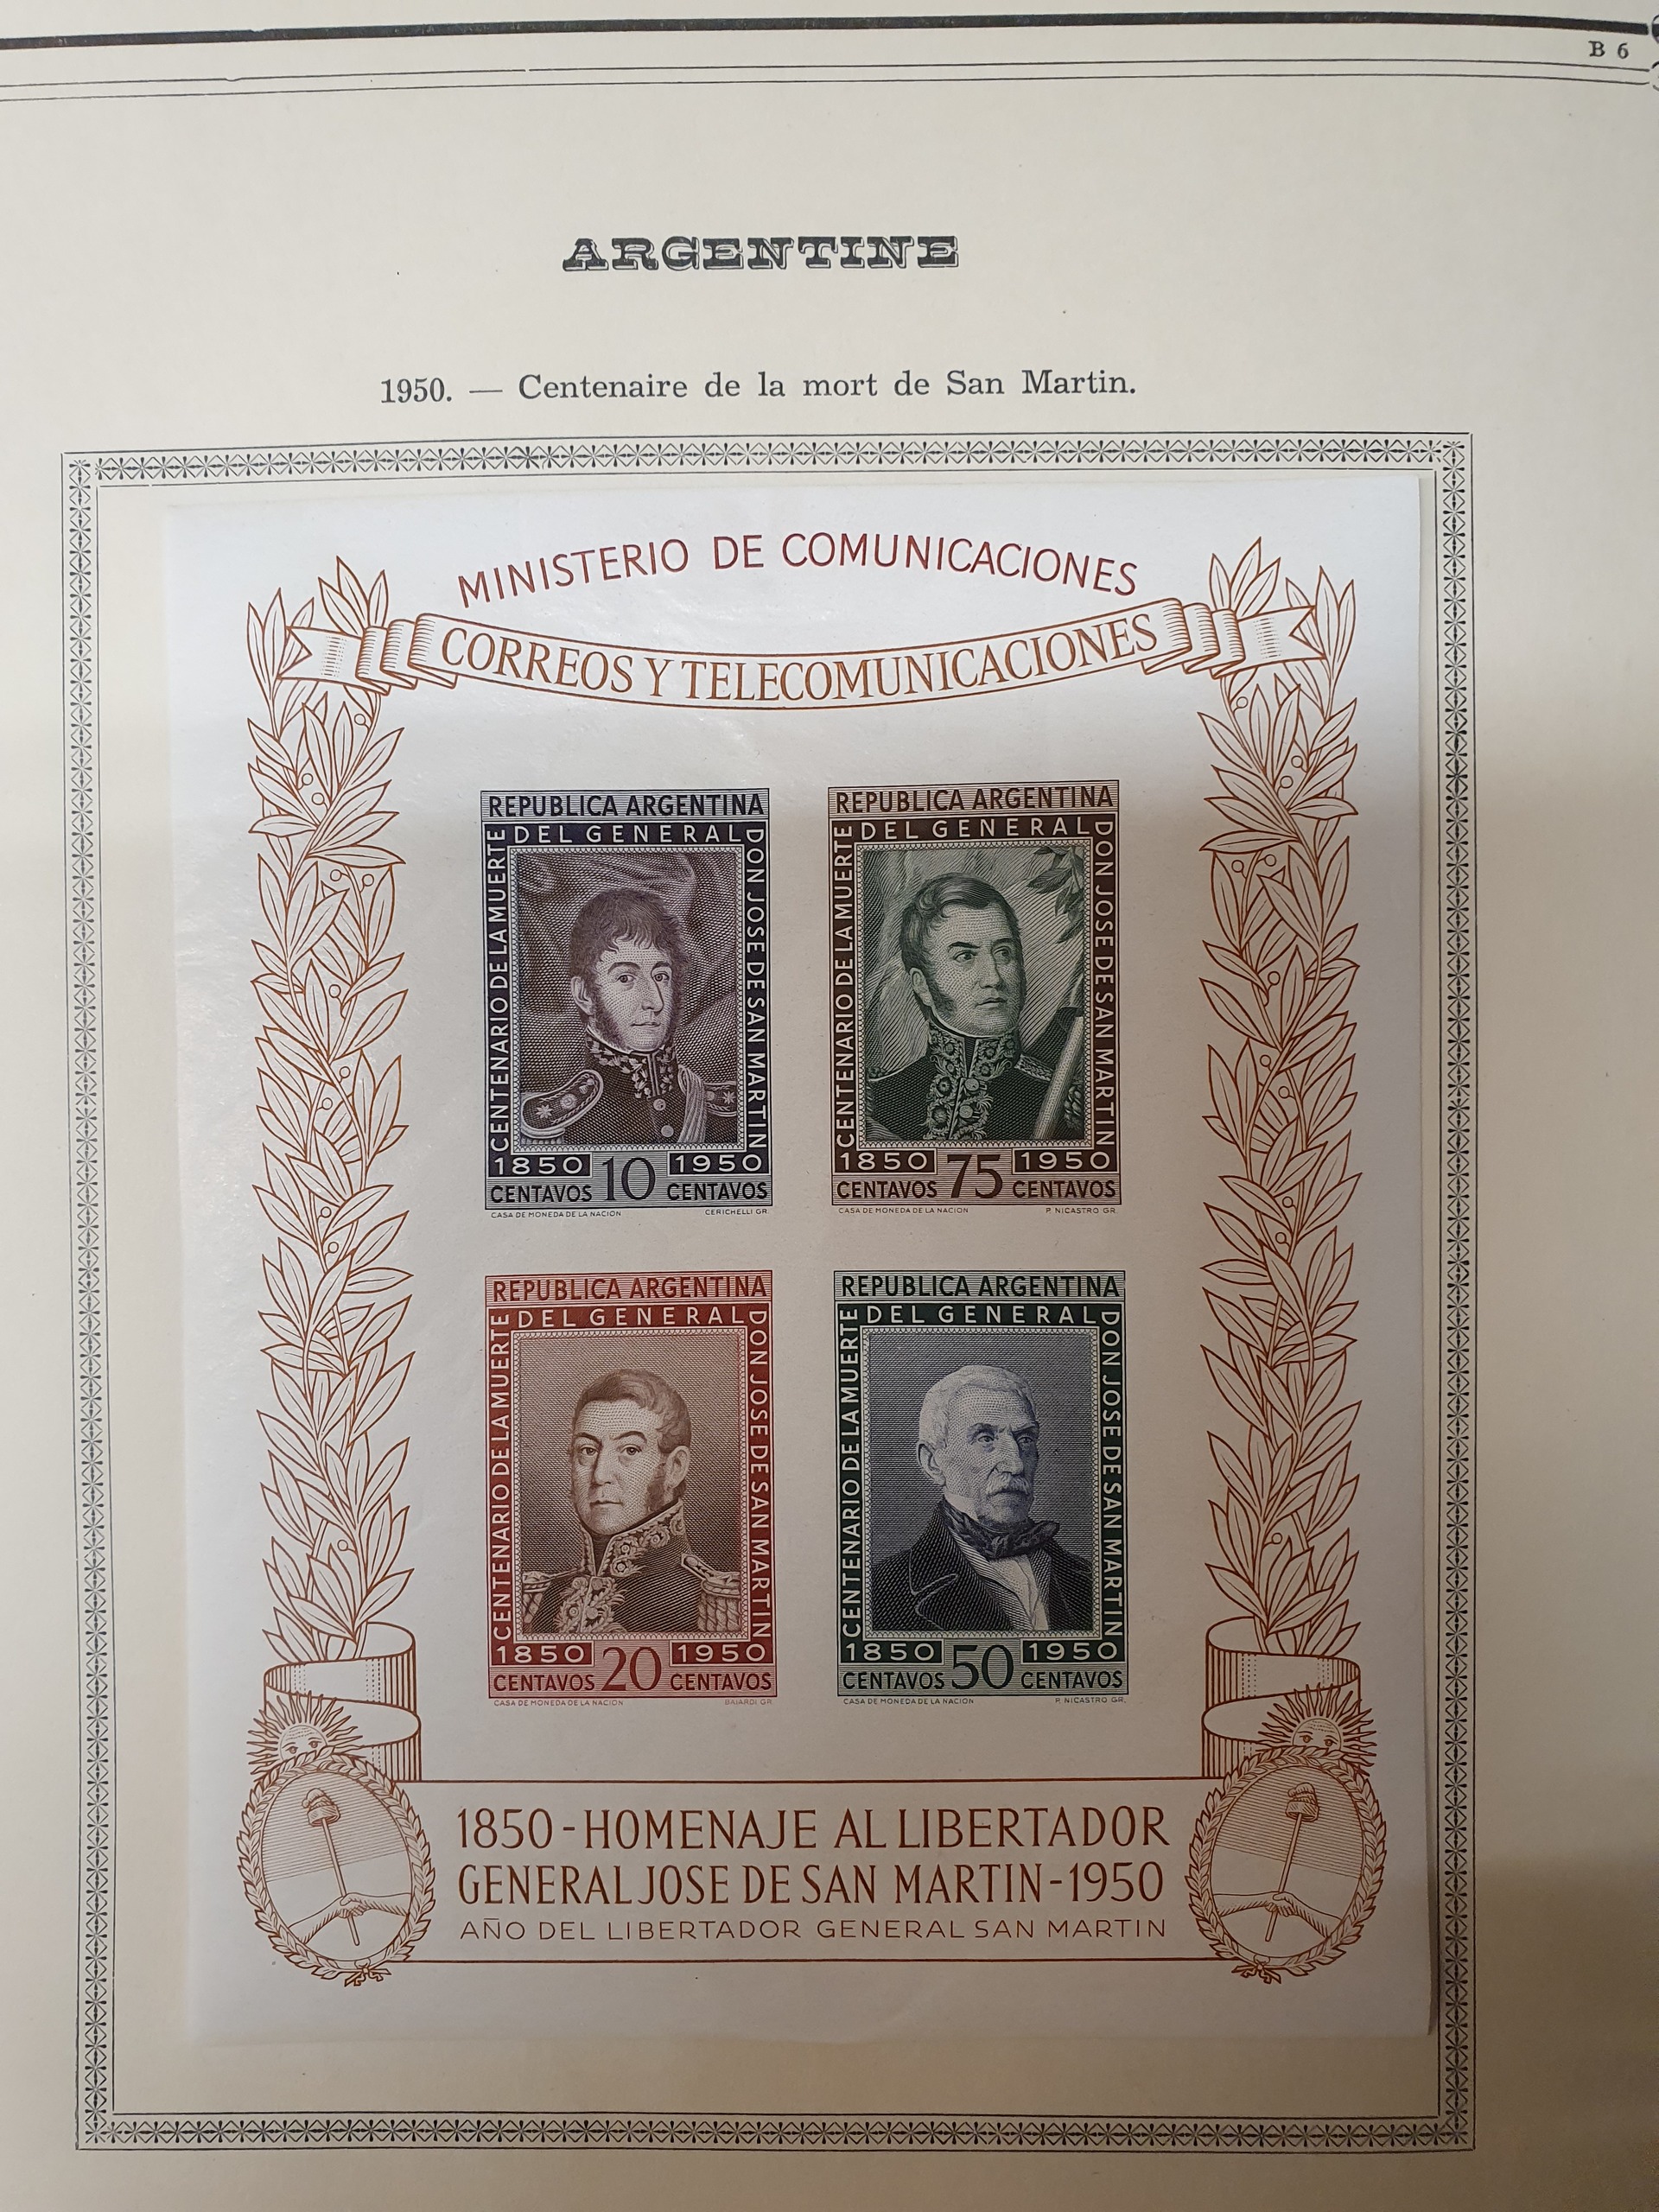 B 6
ARGENTINE
1950. — Centenaire de la mort de San Martin.
MINISTERIO DE COMUNICACIONES
CORREOS Y TELECOMUNICACIONES
REPUBLICA ARGENTINA
CENTENARIO DE LA MUERTE
DEL GENERAL
DON JOSE DE SAN MARTIN
1850 10 1950
CENTAVOS CENTAVOS
CASA DE MONEDA DE LA NACION CERICHELLI GR.
REPUBLICA ARGENTINA
CENTENARIO DE LA MUERTE
DEL GENERAL
DON JOSE DE SAN MARTIN
1850 75 1950
CENTAVOS CENTAVOS
CASA DE MONEDA DE LA NACION P. NICASTRO GR.
REPUBLICA ARGENTINA
CENTENARIO DE LA MUERTE
DEL GENERAL
DON JOSE DE SAN MARTIN
1850 20 1950
CENTAVOS CENTAVOS
CASA DE MONEDA DE LA NACION BAIARDI GR.
REPUBLICA ARGENTINA
CENTENARIO DE LA MUERTE
DEL GENERAL
DON JOSE DE SAN MARTIN
1850 50 1950
CENTAVOS CENTAVOS
CASA DE MONEDA DE LA NACION P. NICASTRO GR.
1850-HOMENAJE AL LIBERTADOR
GENERAL JOSE DE SAN MARTIN-1950
AÑO DEL LIBERTADOR GENERAL SAN MARTIN